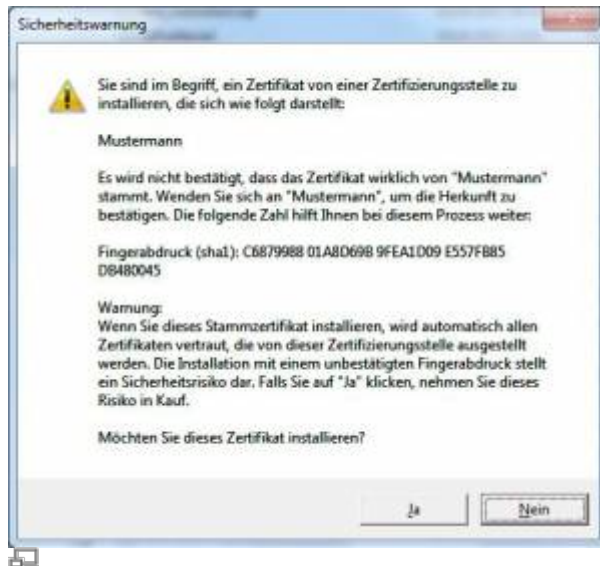 Sicherheitswarnung
Sie sind im Begriff, ein Zertifikat von einer Zertifizierungsstelle zu
installieren, die sich wie folgt darstellt:
Mustermann
Es wird nicht bestätigt, dass das Zertifikat wirklich von "Mustermann"
stammt. Wenden Sie sich an "Mustermann", um die Herkunft zu
bestätigen. Die folgende Zahl hilft Ihnen bei diesem Prozess weiter:
Fingerabdruck (sha1): C6879988 01A8D69B 9FEA1D09 E557FB85
DB480045
Warnung:
Wenn Sie dieses Stammzertifikat installieren, wird automatisch allen
Zertifikaten vertraut, die von dieser Zertifizierungsstelle ausgestellt
werden. Die Installation mit einem unbestätigten Fingerabdruck stellt
ein Sicherheitsrisiko dar. Falls Sie auf "Ja" klicken, nehmen Sie dieses
Risiko in Kauf.
Möchten Sie dieses Zertifikat installieren?
Ja
Nein